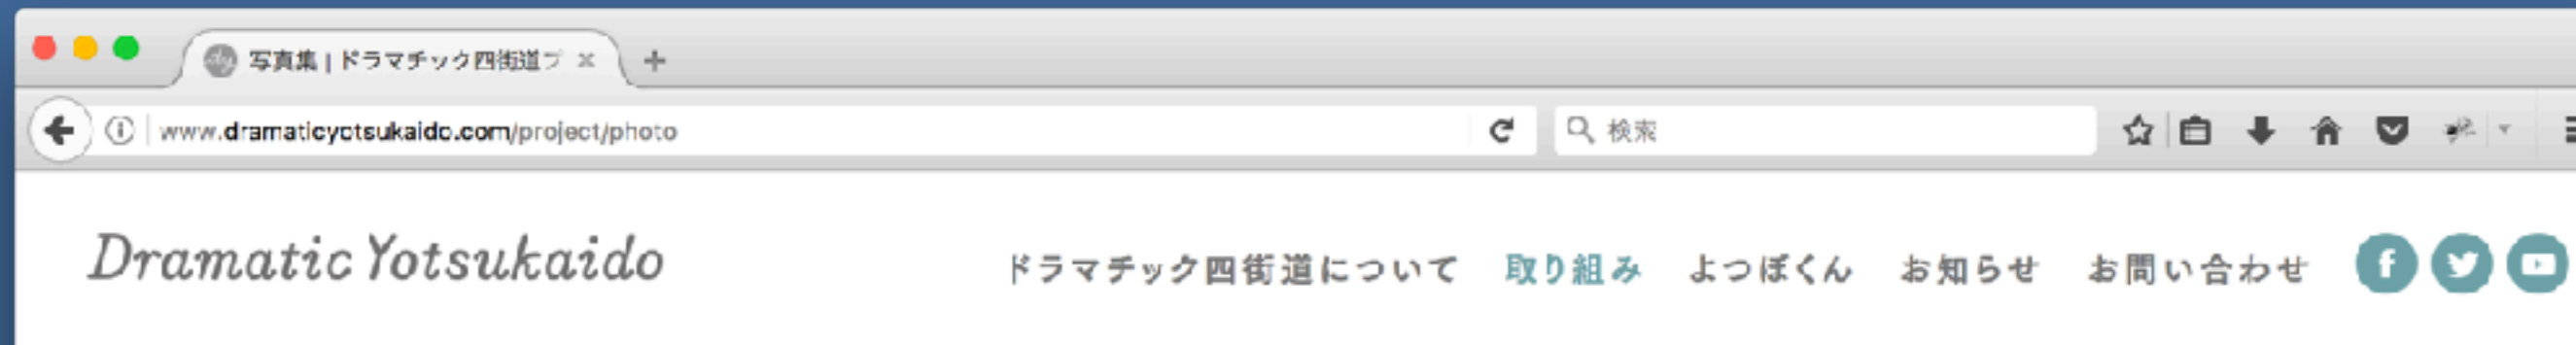 写真集 | ドラマチック四街道プ
www.dramaticyotsukaido.com/project/photo
検索
Dramatic Yotsukaido
ドラマチック四街道について 取り組み よつぼくん お知らせ お問い合わせ